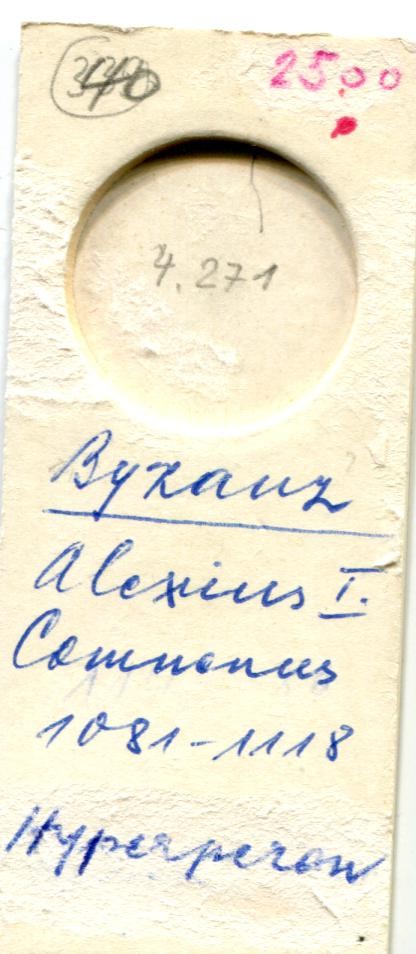 25,00
4.271
Byzanz
Alexius I.
Comnenus
1081-1118
Hyperperon